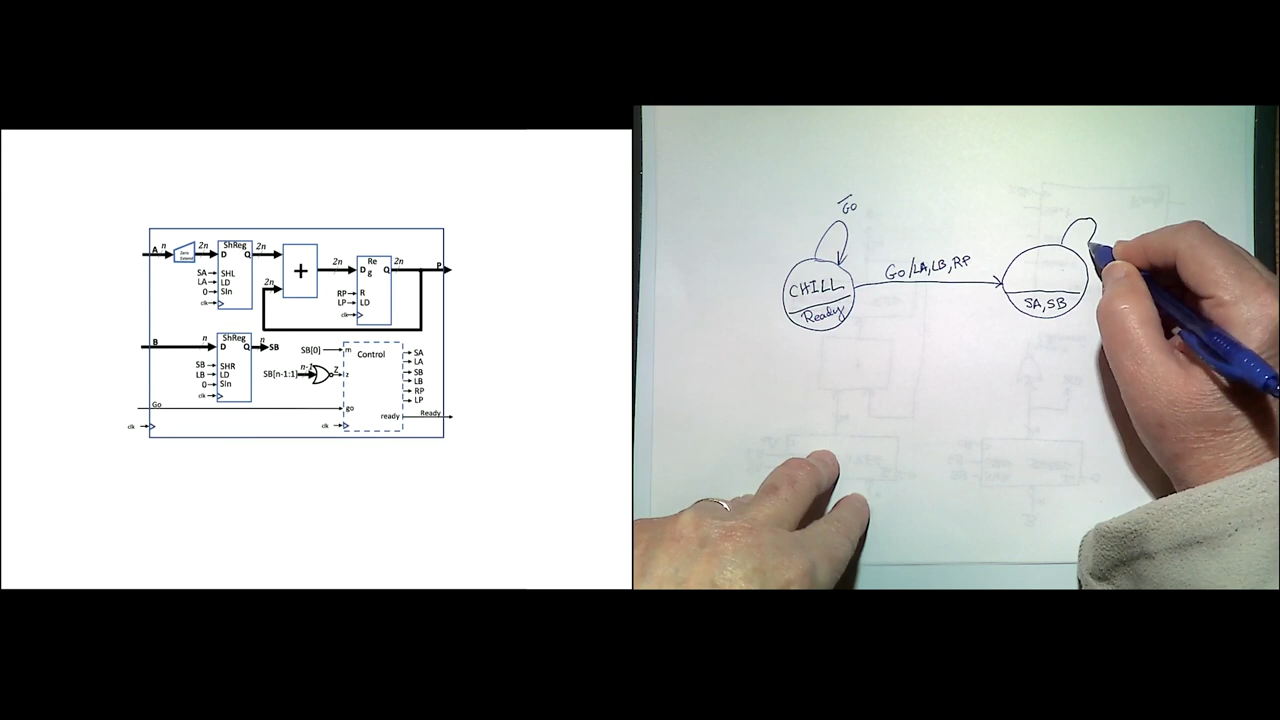 A n
Zero
Extend
2n
ShReg
D Q
2n
SA SHL
LA LD
0 SIn
clk
2n
+
2n
Re
g
D Q
2n
P
RP R
LP LD
clk
B
n
ShReg
D Q
n
SB
SB SHR
LB LD
0 SIn
clk
SB[0] m
Control
SB[n-1:1] n-1 Z z
SA
LA
SB
LB
RP
LP
Go go
ready Ready
clk
clk
Go
CHILL
Ready
Go/LA,LB,RP
SA,SB